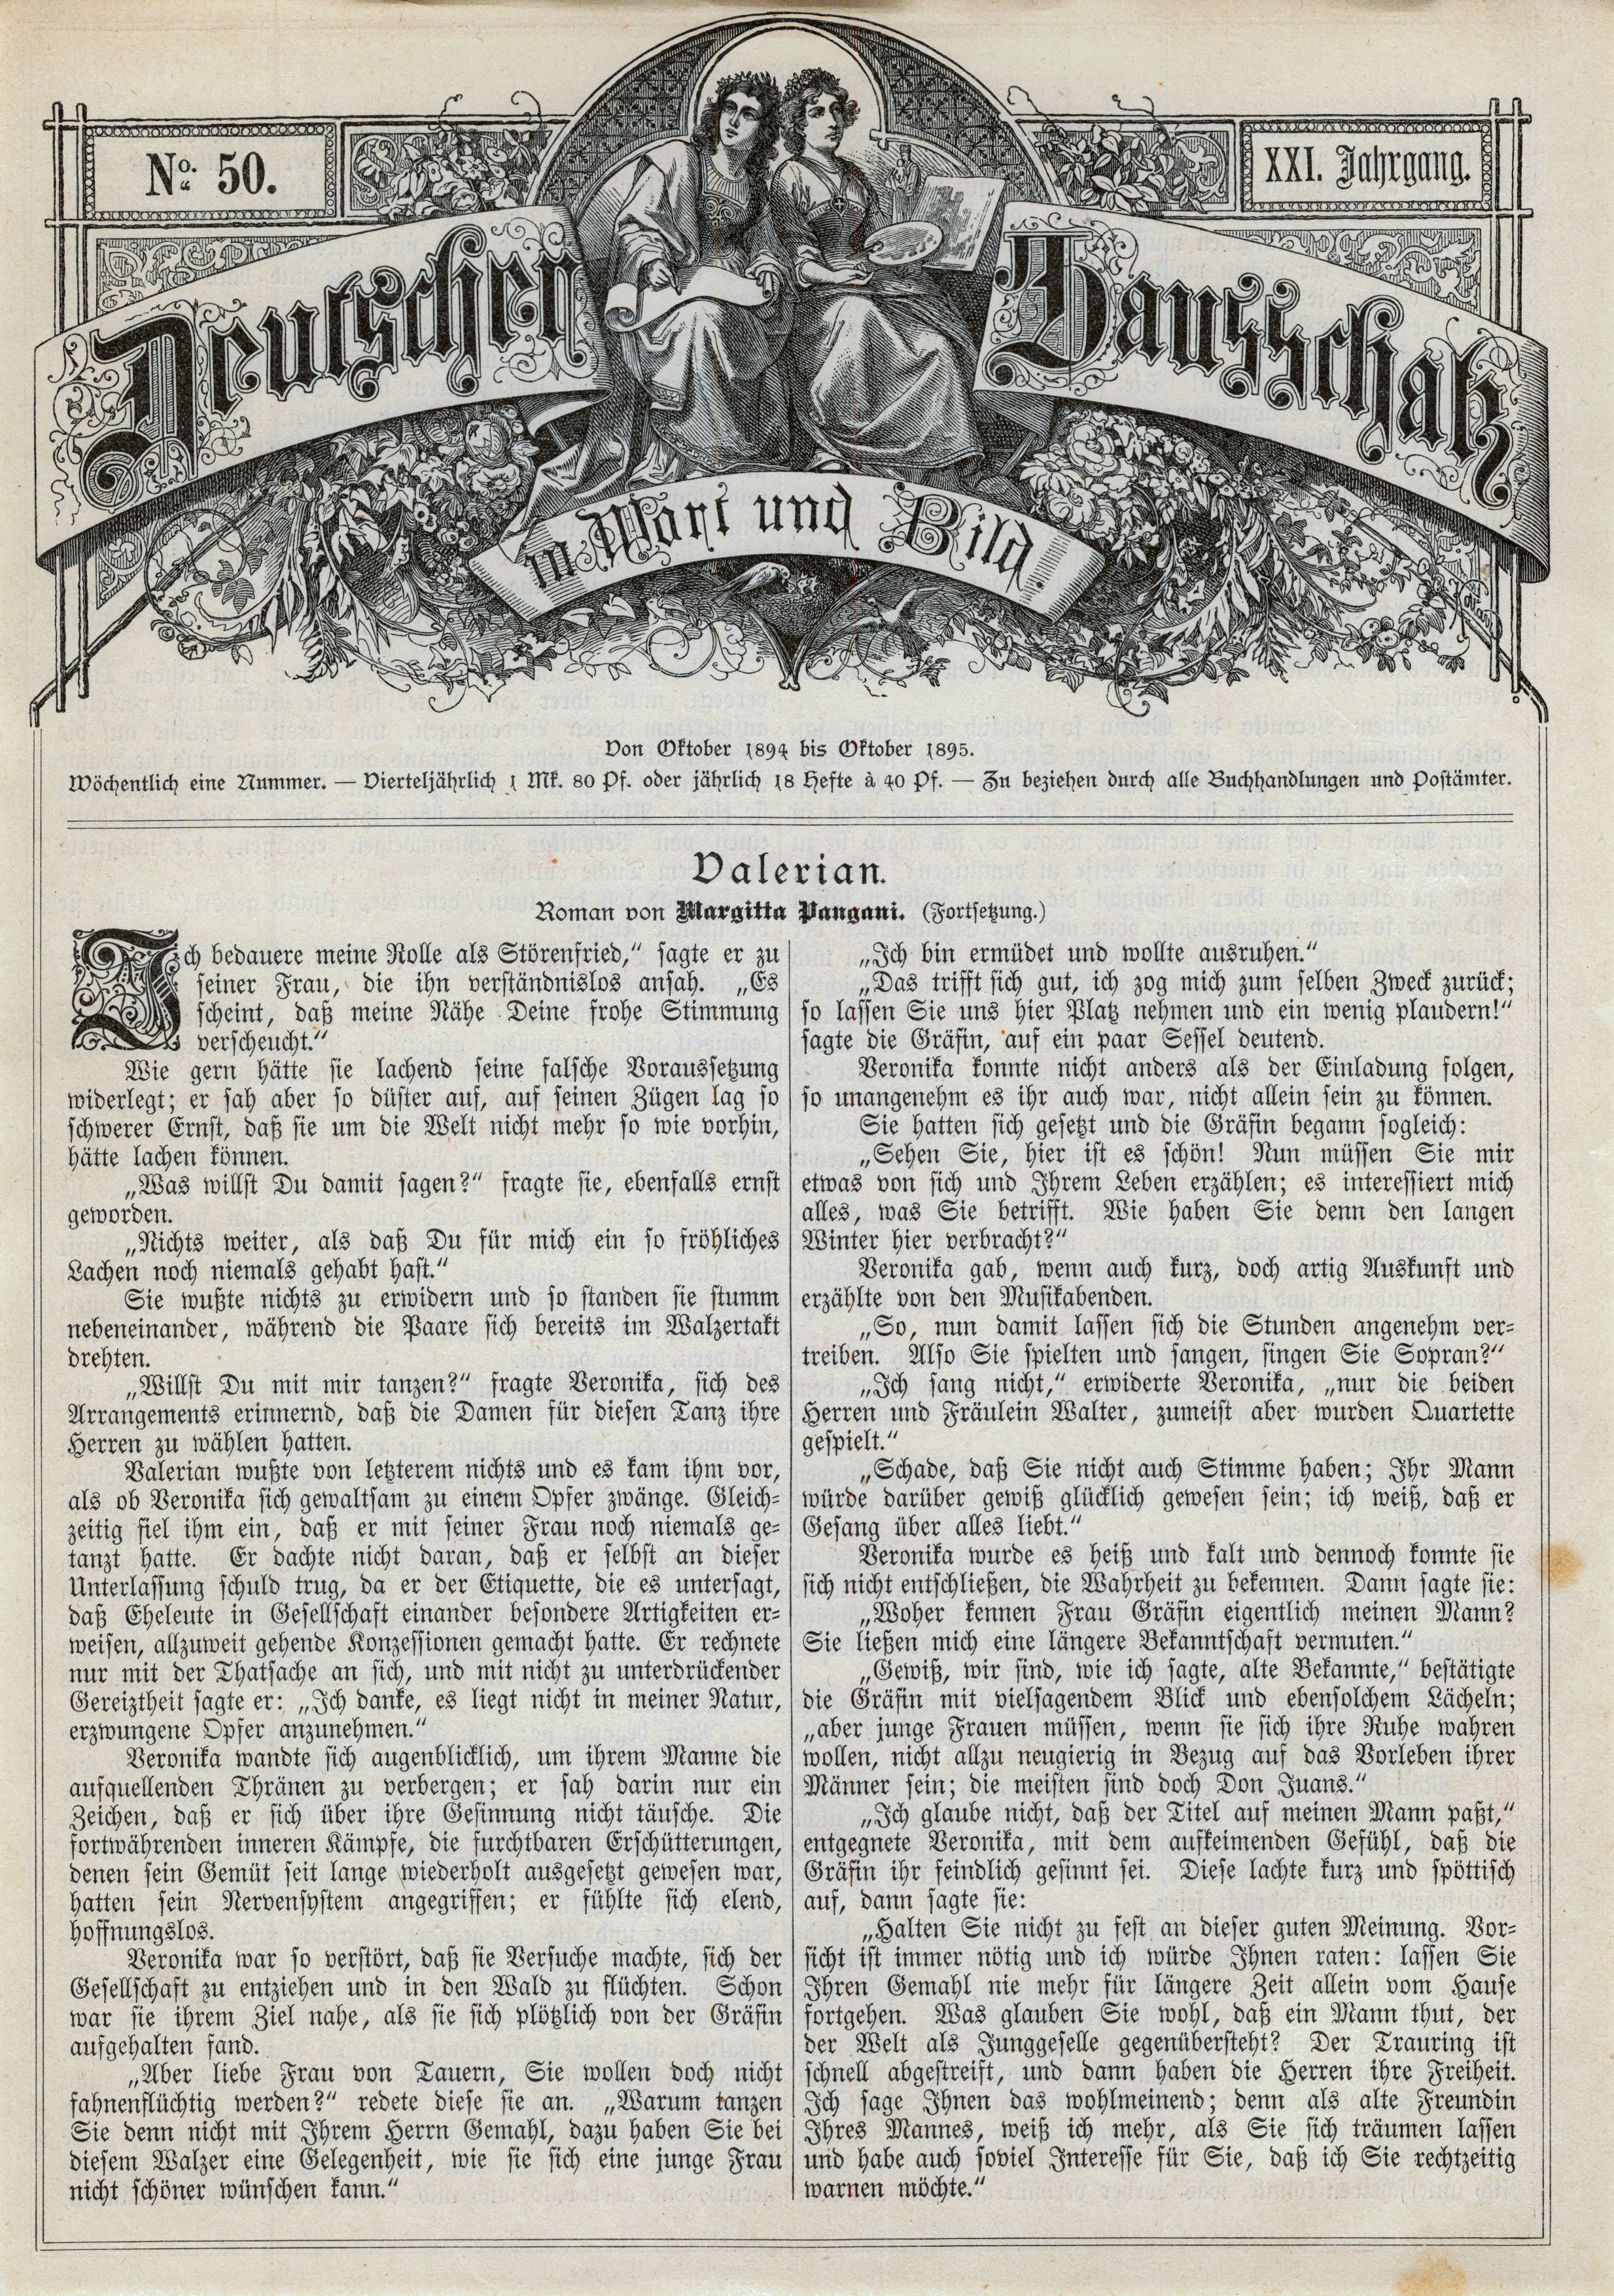 No. 50.
XXI. Jahrgang.
Deutscher Hausschatz
in Wort und Bild.
Von Oktober 1894 bis Oktober 1895.
Wöchentlich eine Nummer. — Vierteljährlich 1 Mk. 80 Pf. oder jährlich 18 Hefte à 40 Pf. — Zu beziehen durch alle Buchhandlungen und Postämter.
Valerian.
Roman von Margitta Pangani. (Fortsetzung.)
Ich bedauere meine Rolle als Störenfried,“ sagte er zu
seiner Frau, die ihn verständnislos ansah. „Es
scheint, daß meine Nähe Deine frohe Stimmung
verscheucht.“
Wie gern hätte sie lachend seine falsche Voraussetzung
widerlegt; er sah aber so düster auf, auf seinen Zügen lag so
schwerer Ernst, daß sie um die Welt nicht mehr so wie vorhin,
hätte lachen können.
„Was willst Du damit sagen?“ fragte sie, ebenfalls ernst
geworden.
„Nichts weiter, als daß Du für mich ein so fröhliches
Lachen noch niemals gehabt hast.“
Sie wußte nichts zu erwidern und so standen sie stumm
nebeneinander, während die Paare sich bereits im Walzertakt
drehten.
„Willst Du mit mir tanzen?“ fragte Veronika, sich des
Arrangements erinnernd, daß die Damen für diesen Tanz ihre
Herren zu wählen hatten.
Valerian wußte von letzterem nichts und es kam ihm vor,
als ob Veronika sich gewaltsam zu einem Opfer zwänge. Gleich-
zeitig fiel ihm ein, daß er mit seiner Frau noch niemals ge-
tanzt hatte. Er dachte nicht daran, daß er selbst an dieser
Unterlassung schuld trug, da er der Etiquette, die es untersagt,
daß Eheleute in Gesellschaft einander besondere Artigkeiten er-
weisen, allzuweit gehende Konzessionen gemacht hatte. Er rechnete
nur mit der Thatsache an sich, und mit nicht zu unterdrückender
Gereiztheit sagte er: „Ich danke, es liegt nicht in meiner Natur,
erzwungene Opfer anzunehmen.“
Veronika wandte sich augenblicklich, um ihrem Manne die
aufquellenden Thränen zu verbergen; er sah darin nur ein
Zeichen, daß er sich über ihre Gesinnung nicht täusche. Die
fortwährenden inneren Kämpfe, die furchtbaren Erschütterungen,
denen sein Gemüt seit lange wiederholt ausgesetzt gewesen war,
hatten sein Nervensystem angegriffen; er fühlte sich elend,
hoffnungslos.
Veronika war so verstört, daß sie Versuche machte, sich der
Gesellschaft zu entziehen und in den Wald zu flüchten. Schon
war sie ihrem Ziel nahe, als sie sich plötzlich von der Gräfin
aufgehalten fand.
„Aber liebe Frau von Tauern, Sie wollen doch nicht
fahnenflüchtig werden?“ redete diese sie an. „Warum tanzen
Sie denn nicht mit Ihrem Herrn Gemahl, dazu haben Sie bei
diesem Walzer eine Gelegenheit, wie sie sich eine junge Frau
nicht schöner wünschen kann.“
„Ich bin ermüdet und wollte ausruhen.“
„Das trifft sich gut, ich zog mich zum selben Zweck zurück;
so lassen Sie uns hier Platz nehmen und ein wenig plaudern!“
sagte die Gräfin, auf ein paar Sessel deutend.
Veronika konnte nicht anders als der Einladung folgen,
so unangenehm es ihr auch war, nicht allein sein zu können.
Sie hatten sich gesetzt und die Gräfin begann sogleich:
„Sehen Sie, hier ist es schön! Nun müssen Sie mir
etwas von sich und Ihrem Leben erzählen; es interessiert mich
alles, was Sie betrifft. Wie haben Sie denn den langen
Winter hier verbracht?“
Veronika gab, wenn auch kurz, doch artig Auskunft und
erzählte von den Musikabenden.
„So, nun damit lassen sich die Stunden angenehm ver-
treiben. Also Sie spielten und sangen, singen Sie Sopran?“
„Ich sang nicht,“ erwiderte Veronika, „nur die beiden
Herren und Fräulein Walter, zumeist aber wurden Quartette
gespielt.“
„Schade, daß Sie nicht auch Stimme haben; Ihr Mann
würde darüber gewiß glücklich gewesen sein; ich weiß, daß er
Gesang über alles liebt.“
Veronika wurde es heiß und kalt und dennoch konnte sie
sich nicht entschließen, die Wahrheit zu bekennen. Dann sagte sie:
„Woher kennen Frau Gräfin eigentlich meinen Mann?
Sie ließen mich eine längere Bekanntschaft vermuten.“
„Gewiß, wir sind, wie ich sagte, alte Bekannte,“ bestätigte
die Gräfin mit vielsagendem Blick und ebensolchem Lächeln;
„aber junge Frauen müssen, wenn sie sich ihre Ruhe wahren
wollen, nicht allzu neugierig in Bezug auf das Vorleben ihrer
Männer sein; die meisten sind doch Don Juans.“
„Ich glaube nicht, daß der Titel auf meinen Mann paßt,“
entgegnete Veronika, mit dem aufkeimenden Gefühl, daß die
Gräfin ihr feindlich gesinnt sei. Diese lachte kurz und spöttisch
auf, dann sagte sie:
„Halten Sie nicht zu fest an dieser guten Meinung. Vor-
sicht ist immer nötig und ich würde Ihnen raten: lassen Sie
Ihren Gemahl nie mehr für längere Zeit allein vom Hause
fortgehen. Was glauben Sie wohl, daß ein Mann thut, der
der Welt als Junggeselle gegenübersteht? Der Trauring ist
schnell abgestreift, und dann haben die Herren ihre Freiheit.
Ich sage Ihnen das wohlmeinend; denn als alte Freundin
Ihres Mannes, weiß ich mehr, als Sie sich träumen lassen
und habe auch soviel Interesse für Sie, daß ich Sie rechtzeitig
warnen möchte.“